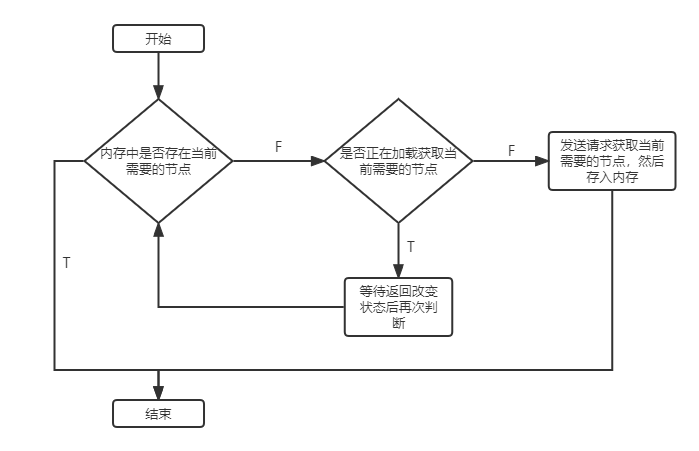 开始
内存中是否存在当前
需要的节点
F
是否正在加载获取当
前需要的节点
F
发送请求获取当前
需要的节点，然后
存入内存
T
T
等待返回改变
状态后再次判
断
结束